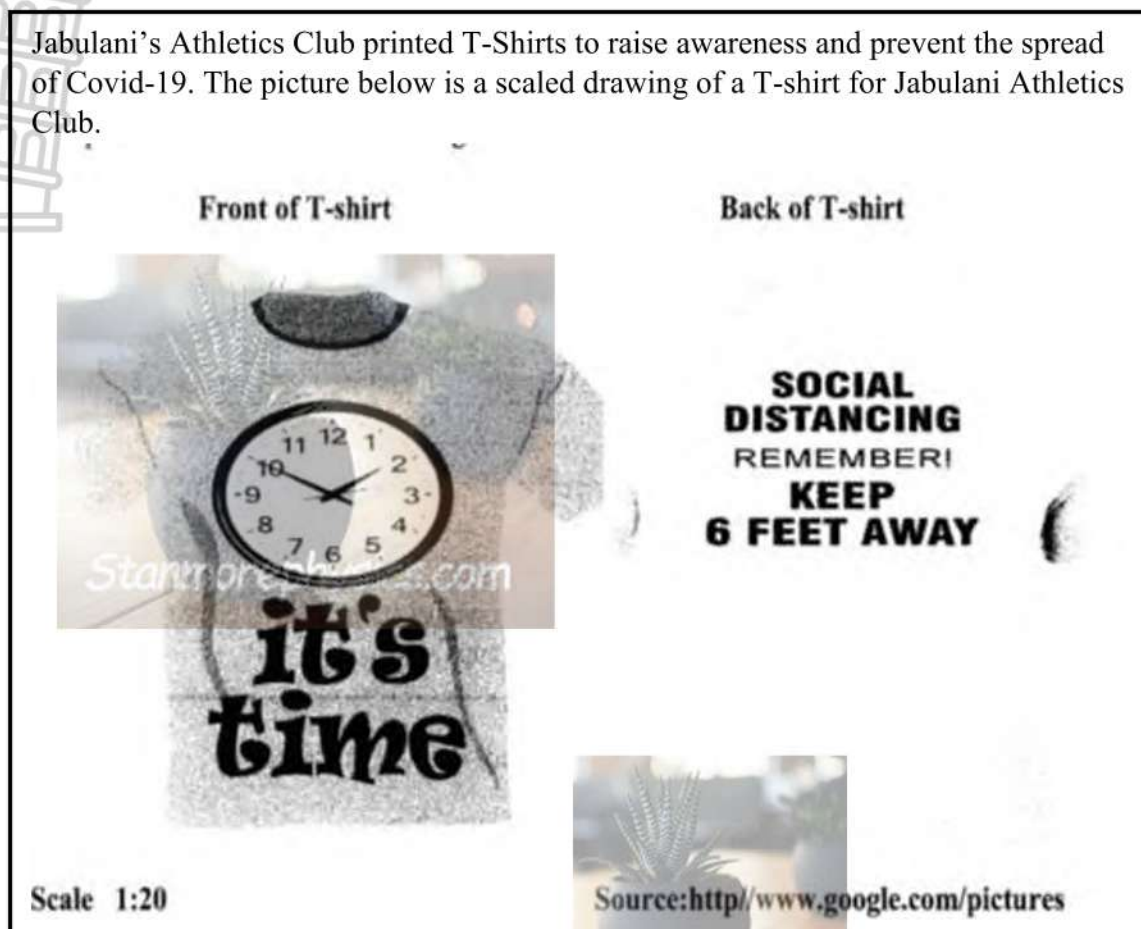 Jabulani’s Athletics Club printed T-Shirts to raise awareness and prevent the spread
of Covid-19. The picture below is a scaled drawing of a T-shirt for Jabulani Athletics
Club.
Front of T-shirt
Back of T-shirt
11 12 1
10 2
9 3
8 4
7 6 5
it's
time
SOCIAL
DISTANCING
REMEMBER!
KEEP
6 FEET AWAY
Scale 1:20
Source:http//www.google.com/pictures